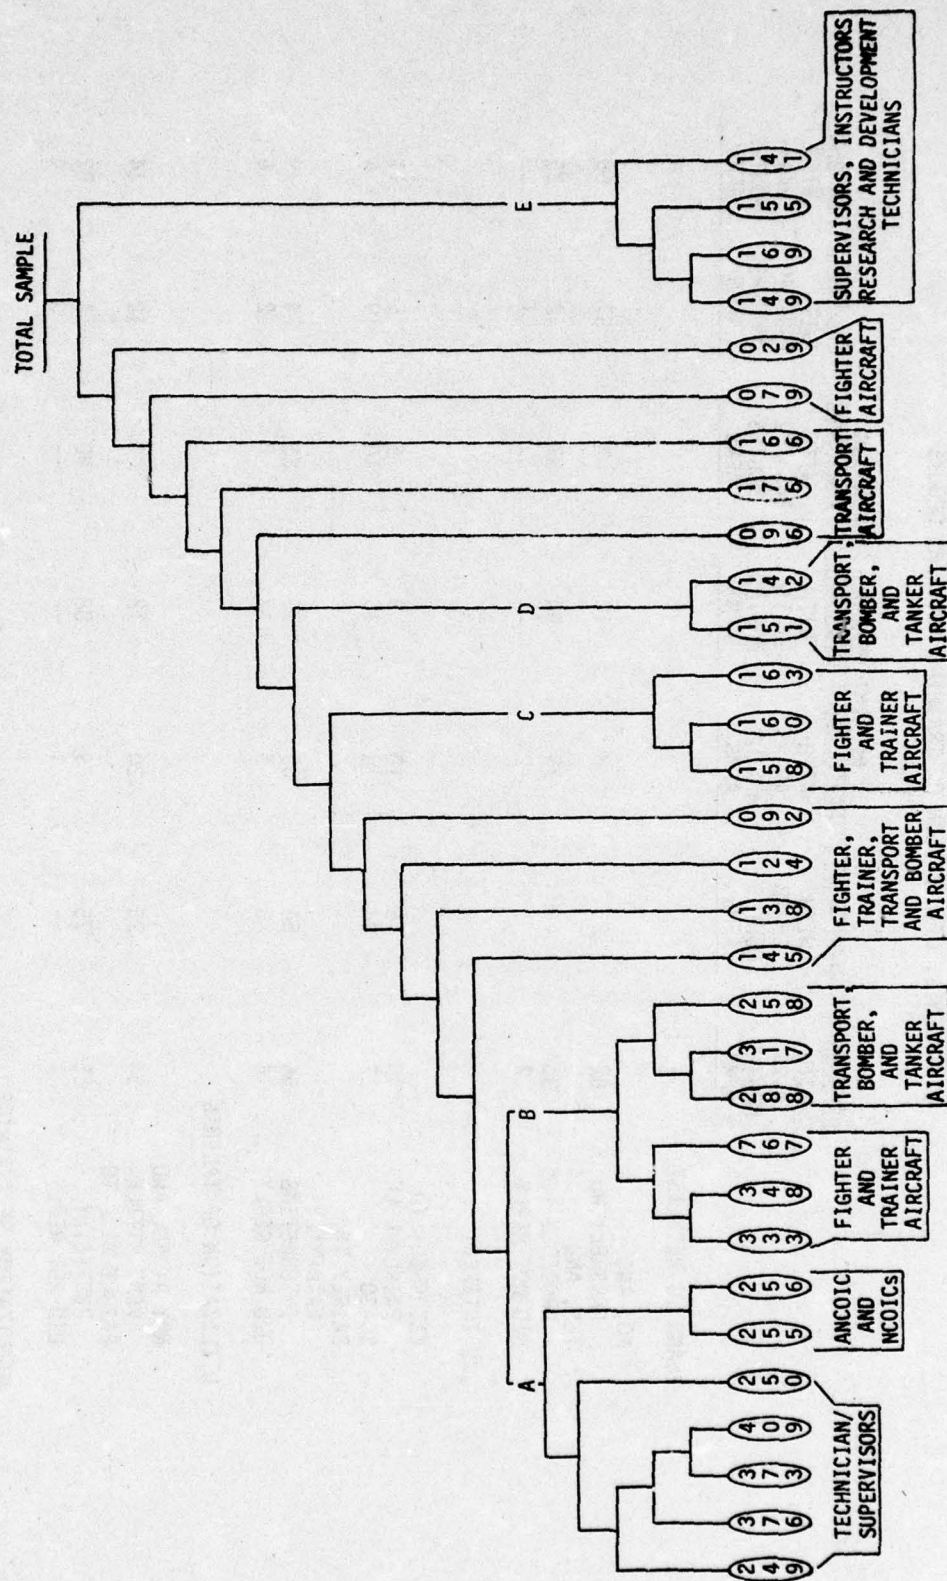 TOTAL SAMPLE
A
B
C
D
E
249
376
373
409
250
255
256
333
348
767
288
317
258
145
138
124
092
158
160
163
151
142
096
176
166
079
029
149
169
155
141
TECHNICIAN/
SUPERVISORS
ANCOIC
AND
NCOICs
FIGHTER
AND
TRAINER
AIRCRAFT
TRANSPORT,
BOMBER,
AND
TANKER
AIRCRAFT
FIGHTER,
TRAINER,
TRANSPORT
AND BOMBER
AIRCRAFT
FIGHTER
AND
TRAINER
AIRCRAFT
TRANSPORT,
BOMBER,
AND
TANKER
AIRCRAFT
TRANSPORT
AIRCRAFT
FIGHTER
AIRCRAFT
SUPERVISORS, INSTRUCTORS
RESEARCH AND DEVELOPMENT
TECHNICIANS